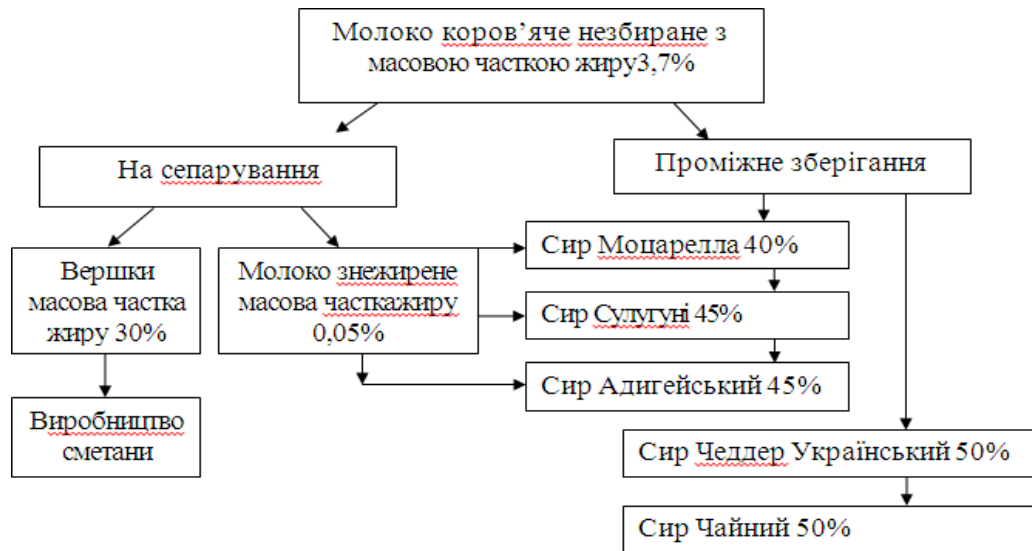 Молоко коров’яче незбиране з
масовою часткою жиру3,7%
На сепарування
Проміжне зберігання
Вершки
масова частка
жиру 30%
Молоко знежирене
масова часткажиру
0,05%
Сир Моцарелла 40%
Сир Сулугуні 45%
Сир Адигейський 45%
Виробництво
сметани
Сир Чеддер Український 50%
Сир Чайний 50%